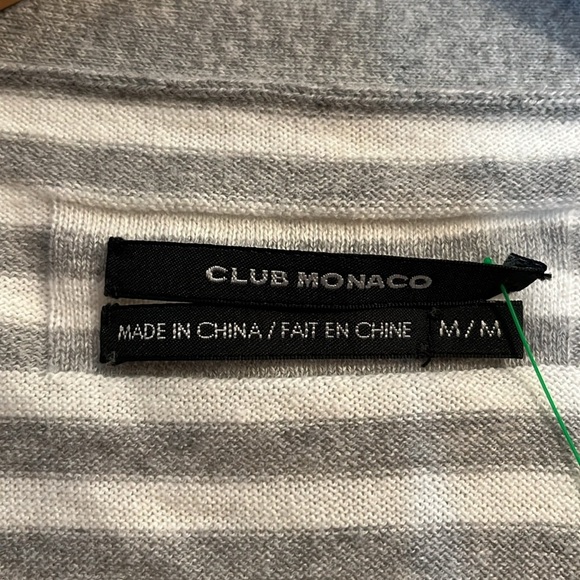 CLUB MONACO
MADE IN CHINA / FAIT EN CHINE M/M